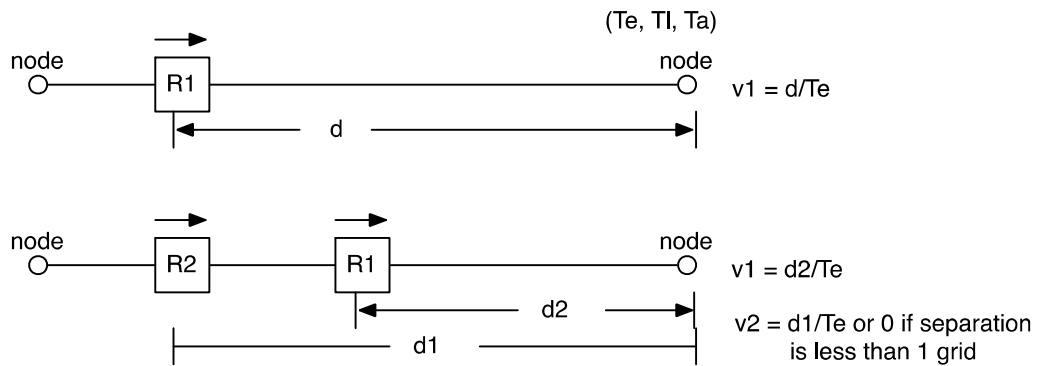 (Te, Tl, Ta)
node
R1
node
v1 = d/Te
d
node
R2
R1
node
v1 = d2/Te
d2
v2 = d1/Te or 0 if separation
is less than 1 grid
d1